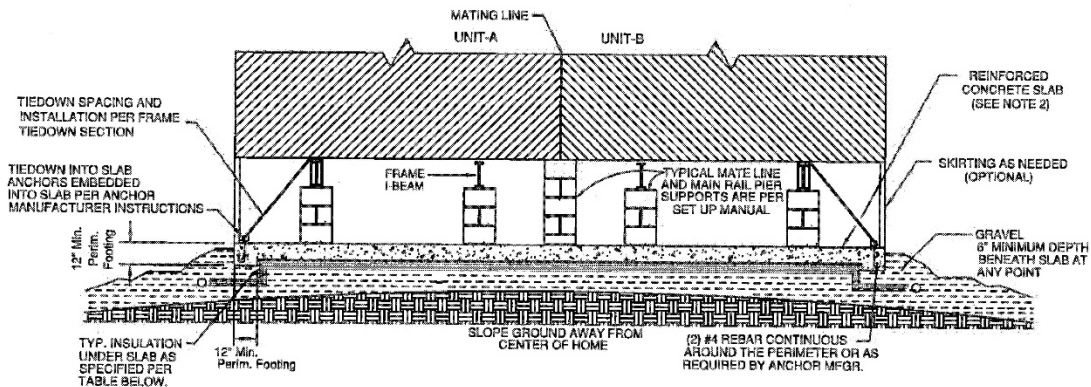 MATING LINE
UNIT-A
UNIT-B
TIEDOWN SPACING AND
INSTALLATION PER FRAME
TIEDOWN SECTION
REINFORCED
CONCRETE SLAB
(SEE NOTE 2)
TIEDOWN INTO SLAB
ANCHORS EMBEDDED
INTO SLAB PER ANCHOR
MANUFACTURER INSTRUCTIONS
FRAME
I-BEAM
TYPICAL MATE LINE
AND MAIN RAIL PIER
SUPPORTS ARE PER
SET UP MANUAL
SKIRTING AS NEEDED
(OPTIONAL)
12" Min.
Perim.
Footing
GRAVEL
6" MINIMUM DEPTH
BENEATH SLAB AT
ANY POINT
TYP. INSULATION
UNDER SLAB AS
SPECIFIED PER
TABLE BELOW.
12" Min.
Perim. Footing
SLOPE GROUND AWAY FROM
CENTER OF HOME
(2) #4 REBAR CONTINUOUS
AROUND THE PERIMETER OR AS
REQUIRED BY ANCHOR MFGR.